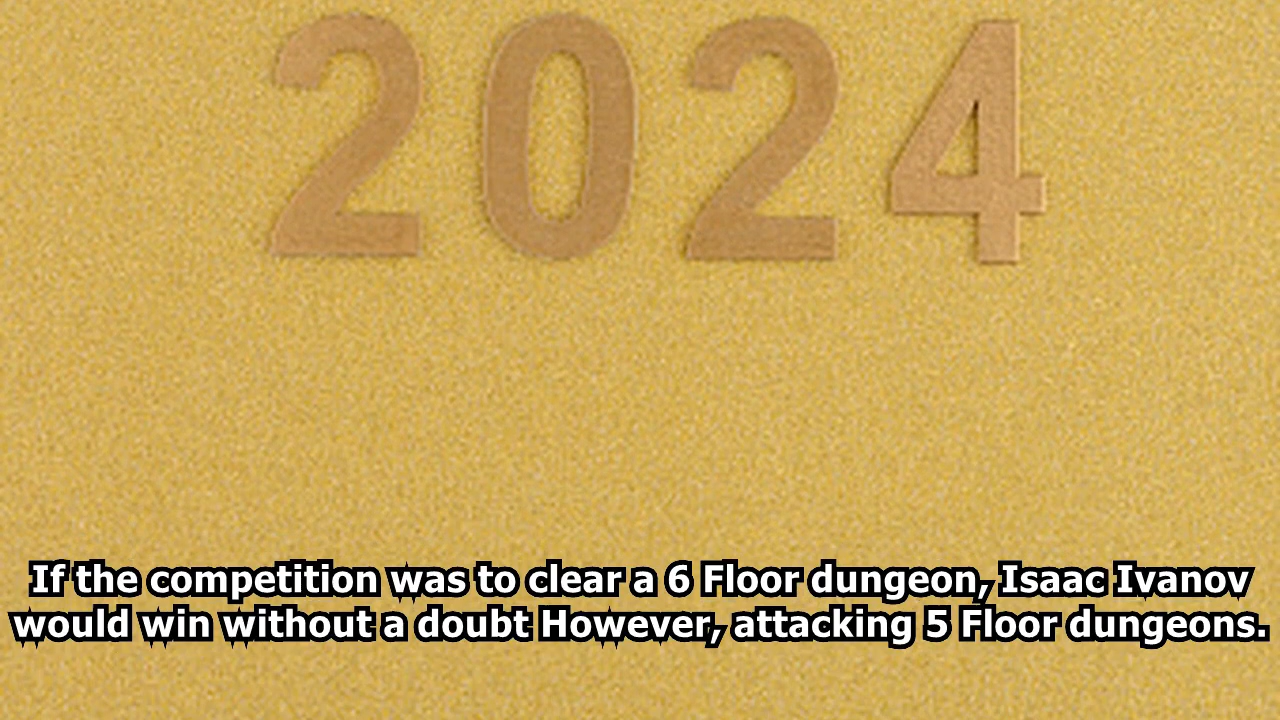 2024
If the competition was to clear a 6 Floor dungeon, Isaac Ivanov
would win without a doubt However, attacking 5 Floor dungeons.